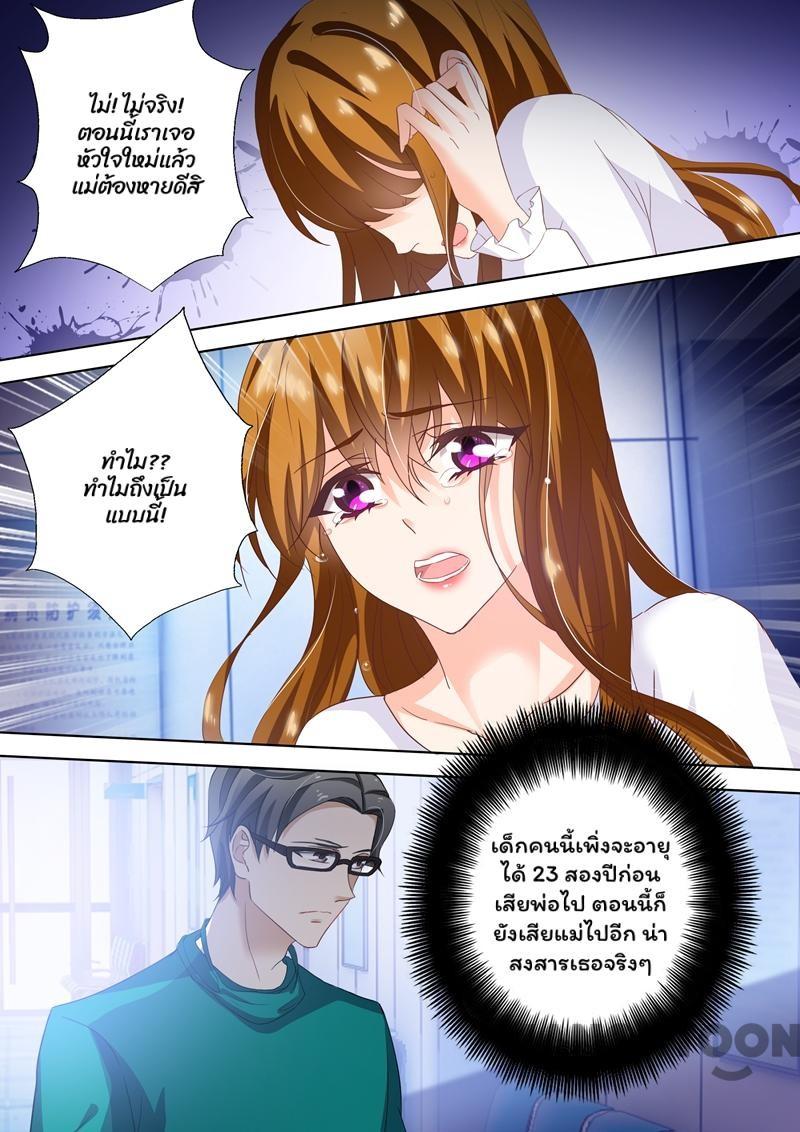 ไม่! ไม่จริง!
ตอนนี้เราเจอ
หัวใจใหม่แล้ว
แม่ต้องหายดีสิ
ทำไม??
ทำไมถึงเป็น
แบบนี้!
เด็กคนนี้เพิ่งจะอายุ
ได้ 23 สองปีก่อน
เสียพ่อไป ตอนนี้ก็
ยังเสียแม่ไปอีก น่า
สงสารเธอจริงๆ